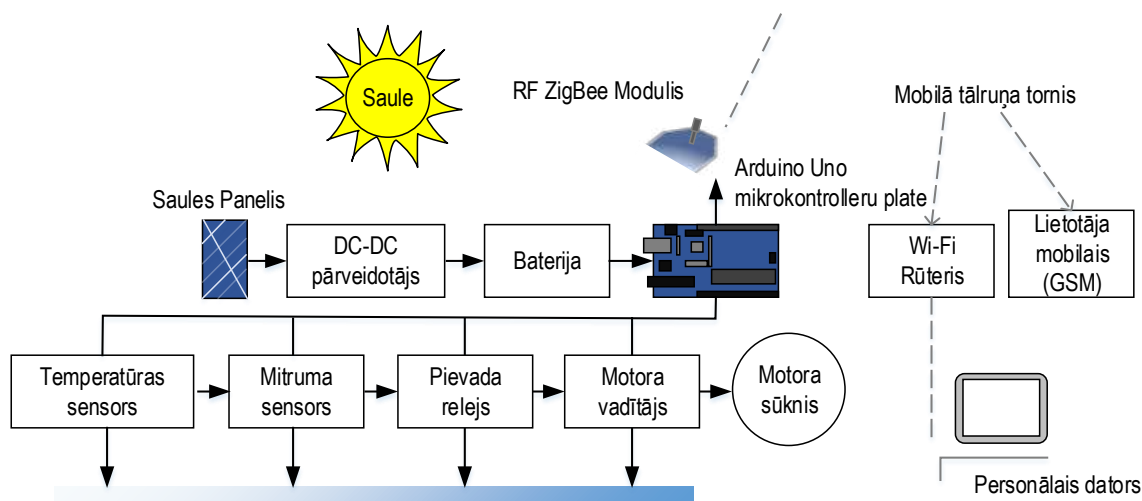 Saule
RF ZigBee Modulis
Mobilā tālruņa tornis
Arduino Uno
mikrokontrolleru plate
Saules Panelis
DC-DC
pārveidotājs
Baterija
Wi-Fi
Rūteris
Lietotāja
mobilais
(GSM)
Temperatūras
sensors
Mitruma
sensors
Pievada
relejs
Motora
vadītājs
Motora
sūknis
Personālais dators